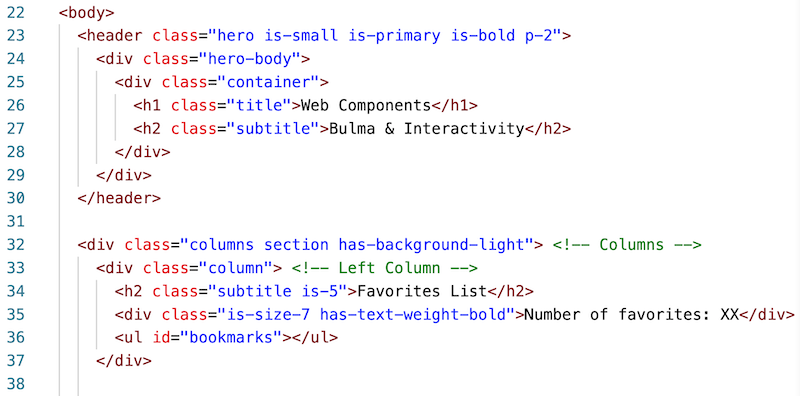 22 <body>
23 <header class="hero is-small is-primary is-bold p-2">
24 <div class="hero-body">
25 <div class="container">
26 <h1 class="title">Web Components</h1>
27 <h2 class="subtitle">Bulma & Interactivity</h2>
28 </div>
29 </div>
30 </header>
31
32 <div class="columns section has-background-light"> <!-- Columns -->
33 <div class="column"> <!-- Left Column -->
34 <h2 class="subtitle is-5">Favorites List</h2>
35 <div class="is-size-7 has-text-weight-bold">Number of favorites: XX</div>
36 <ul id="bookmarks"></ul>
37 </div>
38